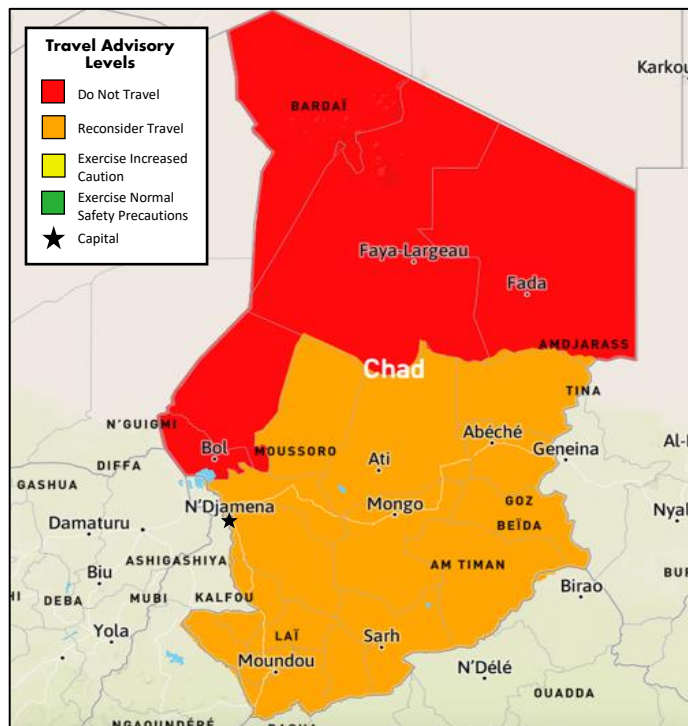 Travel Advisory
Levels
Do Not Travel
Reconsider Travel
Exercise Increased
Caution
Exercise Normal
Safety Precautions
Capital
Karkou
BARDAÏ
Faya-Largeau
Fada
AMDJARASS
Chad
TINA
N'GUIGMI
Bol
MOUSSORO
Abéché
DIFFA
Ati
Geneina
Al-
GASHUA
N'Djamena
Mongo
GOZ
BEÏDA
Nyal
Damaturu
ASHIGASHIYA
AM TIMAN
Biu
BUR
HI
DEBA
MUBI
KALFOU
Birao
Yola
LAÏ
Sarh
Moundou
N'Délé
OUADDA
NGAOUNDÉRÉ